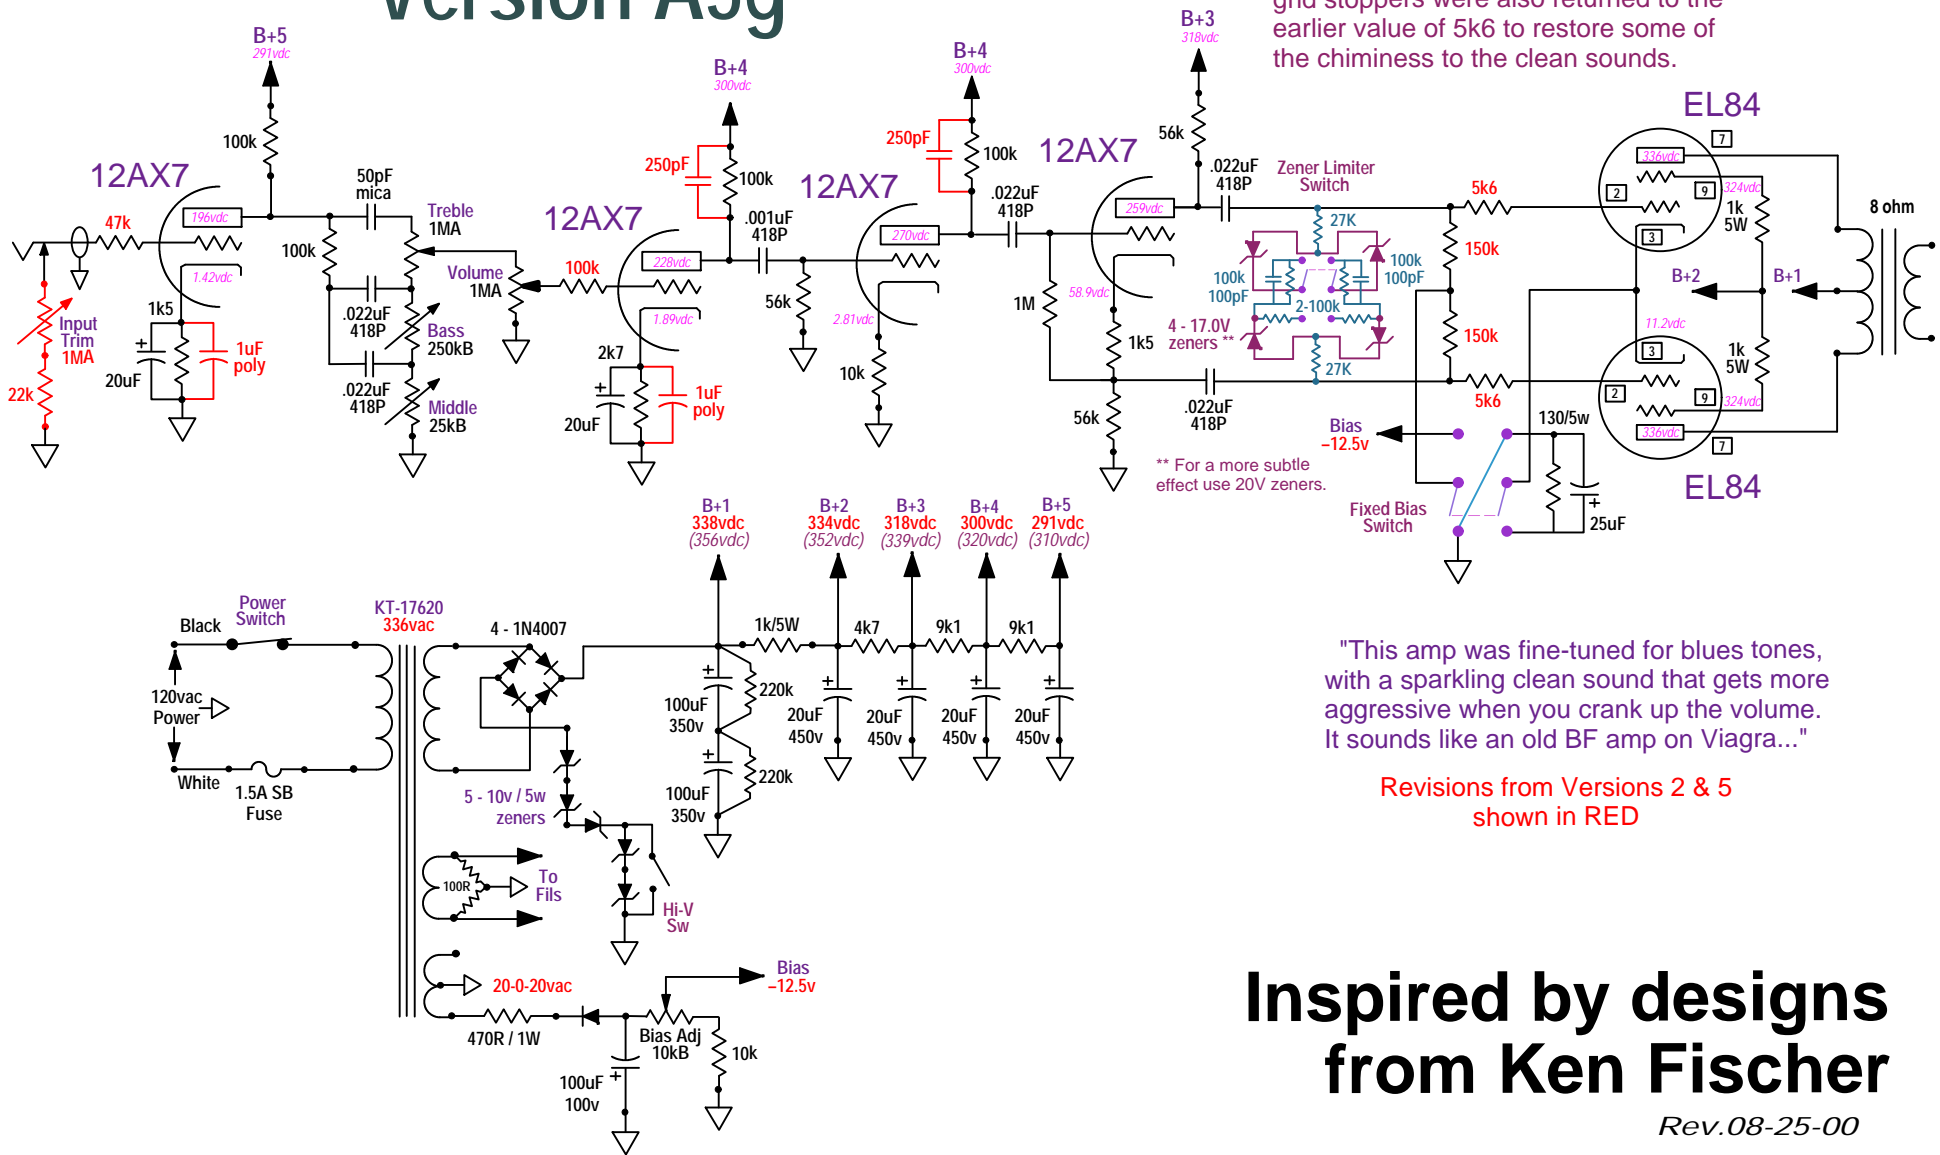 Version A5g
grid stoppers were also returned to the
earlier value of 5k6 to restore some of
the chiminess to the clean sounds.
B+5
291vdc
B+4
300vdc
B+4
300vdc
B+3
318vdc
EL84
100k
12AX7
50pF
mica
47k
196vdc
1.42vdc
100k
Treble
1MA
Volume
1MA
.022uF
418P
Bass
250kB
.022uF
418P
Middle
25kB
Input
Trim
1MA
22k
1k5
+
20uF
1uF
poly
12AX7
100k
250pF
100k
228vdc
1.89vdc
2k7
+
20uF
1uF
poly
.001uF
418P
56k
12AX7
250pF
100k
270vdc
2.81vdc
10k
.022uF
418P
1M
12AX7
56k
259vdc
58.9vdc
1k5
56k
.022uF
418P
.022uF
418P
Zener Limiter
Switch
27K
100k
100pF
100k
100pF
2-100k
4 - 17.0V
zeners **
27K
** For a more subtle
effect use 20V zeners.
5k6
150k
150k
5k6
7
336vdc
2
9
324vdc
3
1k
5W
8 ohm
B+2
B+1
11.2vdc
3
1k
5W
2
9
324vdc
336vdc
7
EL84
Bias
–12.5v
130/5w
Fixed Bias
Switch
+
25uF
B+1
338vdc
(356vdc)
B+2
334vdc
(352vdc)
B+3
318vdc
(339vdc)
B+4
300vdc
(320vdc)
B+5
291vdc
(310vdc)
Power
Switch
Black
KT-17620
336vac
4 - 1N4007
1k/5W
4k7
9k1
9k1
120vac
Power
White
1.5A SB
Fuse
+
100uF
350v
220k
+
100uF
350v
220k
+
20uF
450v
+
20uF
450v
+
20uF
450v
+
20uF
450v
5 - 10v / 5w
zeners
100R
To
Fils
Hi-V
Sw
20-0-20vac
470R / 1W
Bias
–12.5v
Bias Adj
10kB
10k
100uF
100v
+
"This amp was fine-tuned for blues tones,
with a sparkling clean sound that gets more
aggressive when you crank up the volume.
It sounds like an old BF amp on Viagra..."
Revisions from Versions 2 & 5
shown in RED
Inspired by designs
from Ken Fischer
Rev.08-25-00